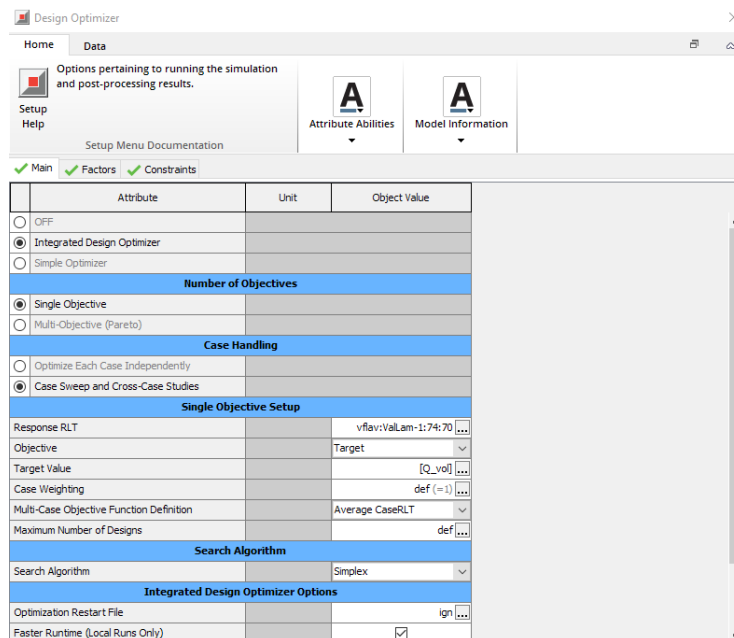 Design Optimizer
Home Data
Options pertaining to running the simulation
and post-processing results.
Setup
Help
Setup Menu Documentation
A
Attribute Abilities
A
Model Information
Main Factors Constraints
Attribute Unit Object Value
OFF
Integrated Design Optimizer
Simple Optimizer
Number of Objectives
Single Objective
Multi-Objective (Pareto)
Case Handling
Optimize Each Case Independently
Case Sweep and Cross-Case Studies
Single Objective Setup
Response RLT vflav:ValLam-1:74:70 ...
Objective Target
Target Value [Q_vol] ...
Case Weighting def (=1) ...
Multi-Case Objective Function Definition Average CaseRLT
Maximum Number of Designs def ...
Search Algorithm
Search Algorithm Simplex
Integrated Design Optimizer Options
Optimization Restart File ign ...
Faster Runtime (Local Runs Only)